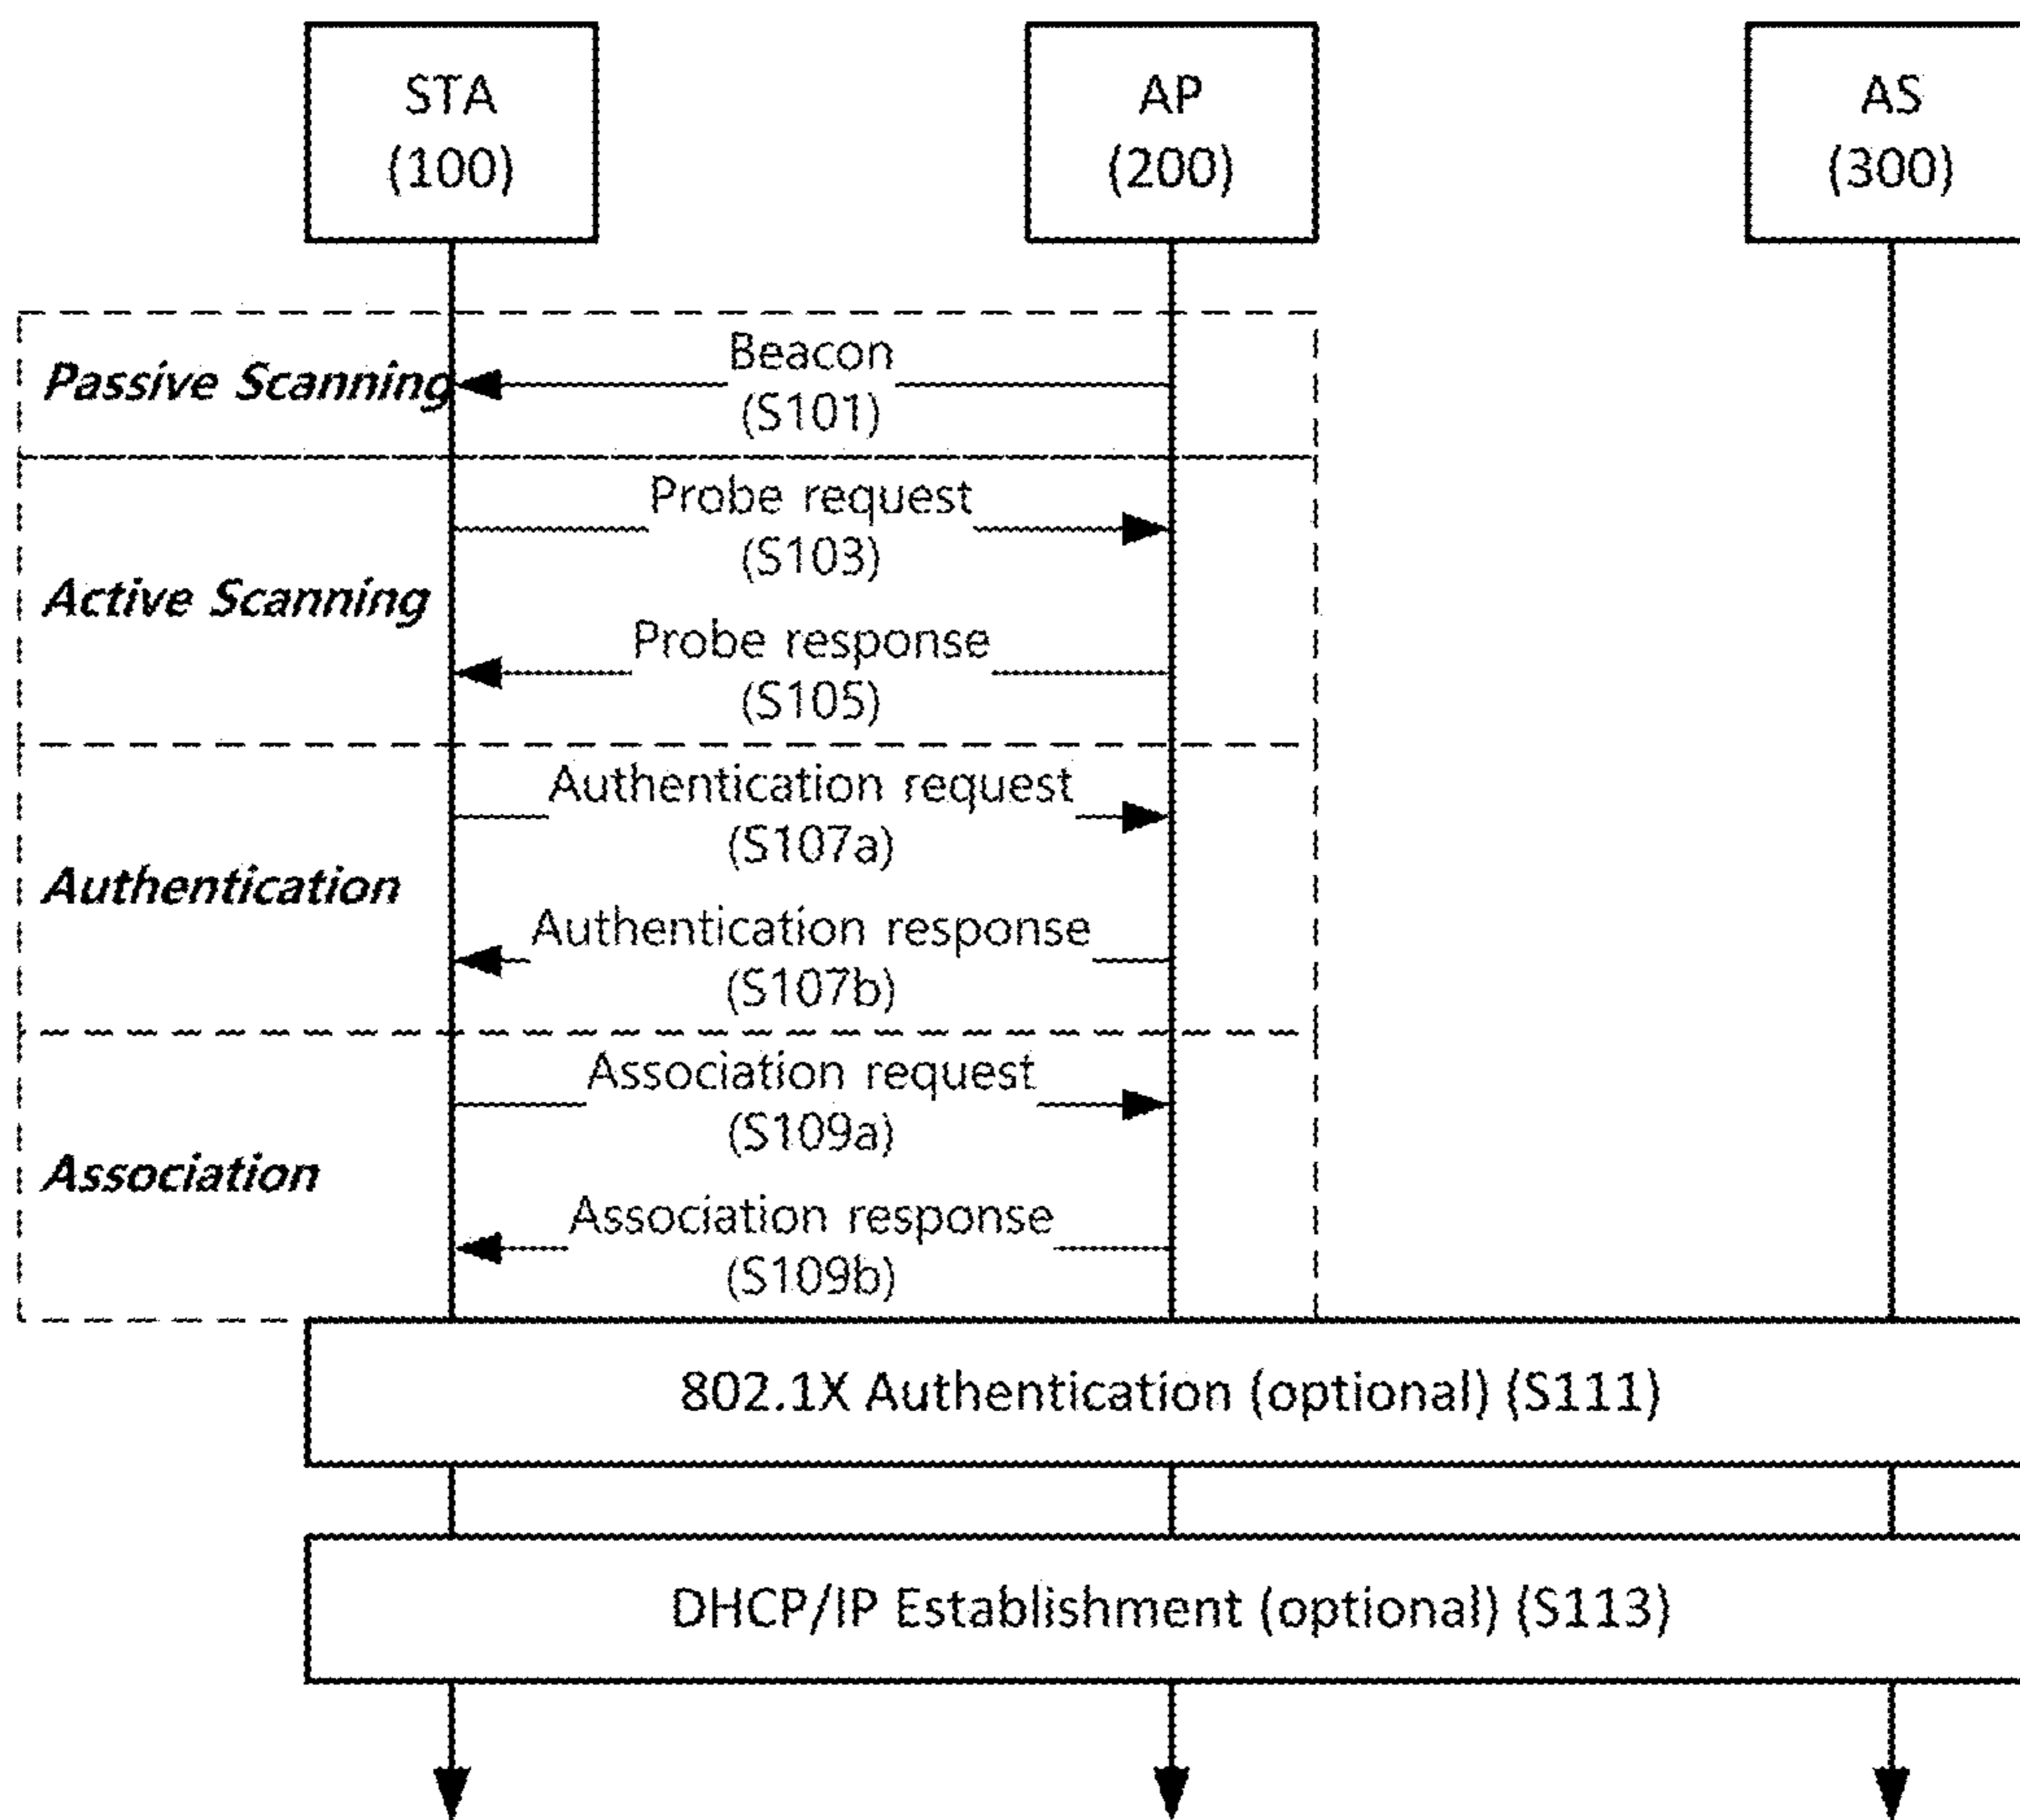 STA
(100)
AP
(200)
AS
(300)
Passive Scanning
Beacon
(S101)
Active Scanning
Probe request
(S103)
Probe response
(S105)
Authentication
Authentication request
(S107a)
Authentication response
(S107b)
Association
Association request
(S109a)
Association response
(S109b)
802.1X Authentication (optional) (S111)
DHCP/IP Establishment (optional) (S113)